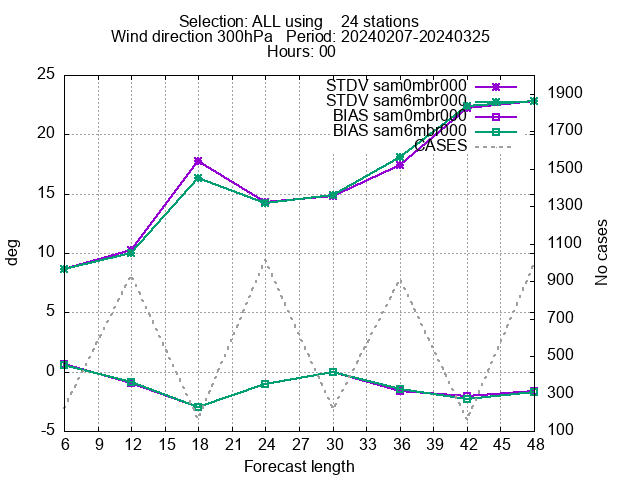 Selection: ALL using    24 stations
Wind direction 300hPa   Period: 20240207-20240325
Hours: 00
STDV sam0mbr000
STDV sam6mbr000
BIAS sam0mbr000
BIAS sam6mbr000
CASES
25
20
15
10
5
0
-5
deg
1900
1700
1500
1300
1100
900
700
500
300
100
No cases
6 9 12 15 18 21 24 27 30 33 36 39 42 45 48
Forecast length